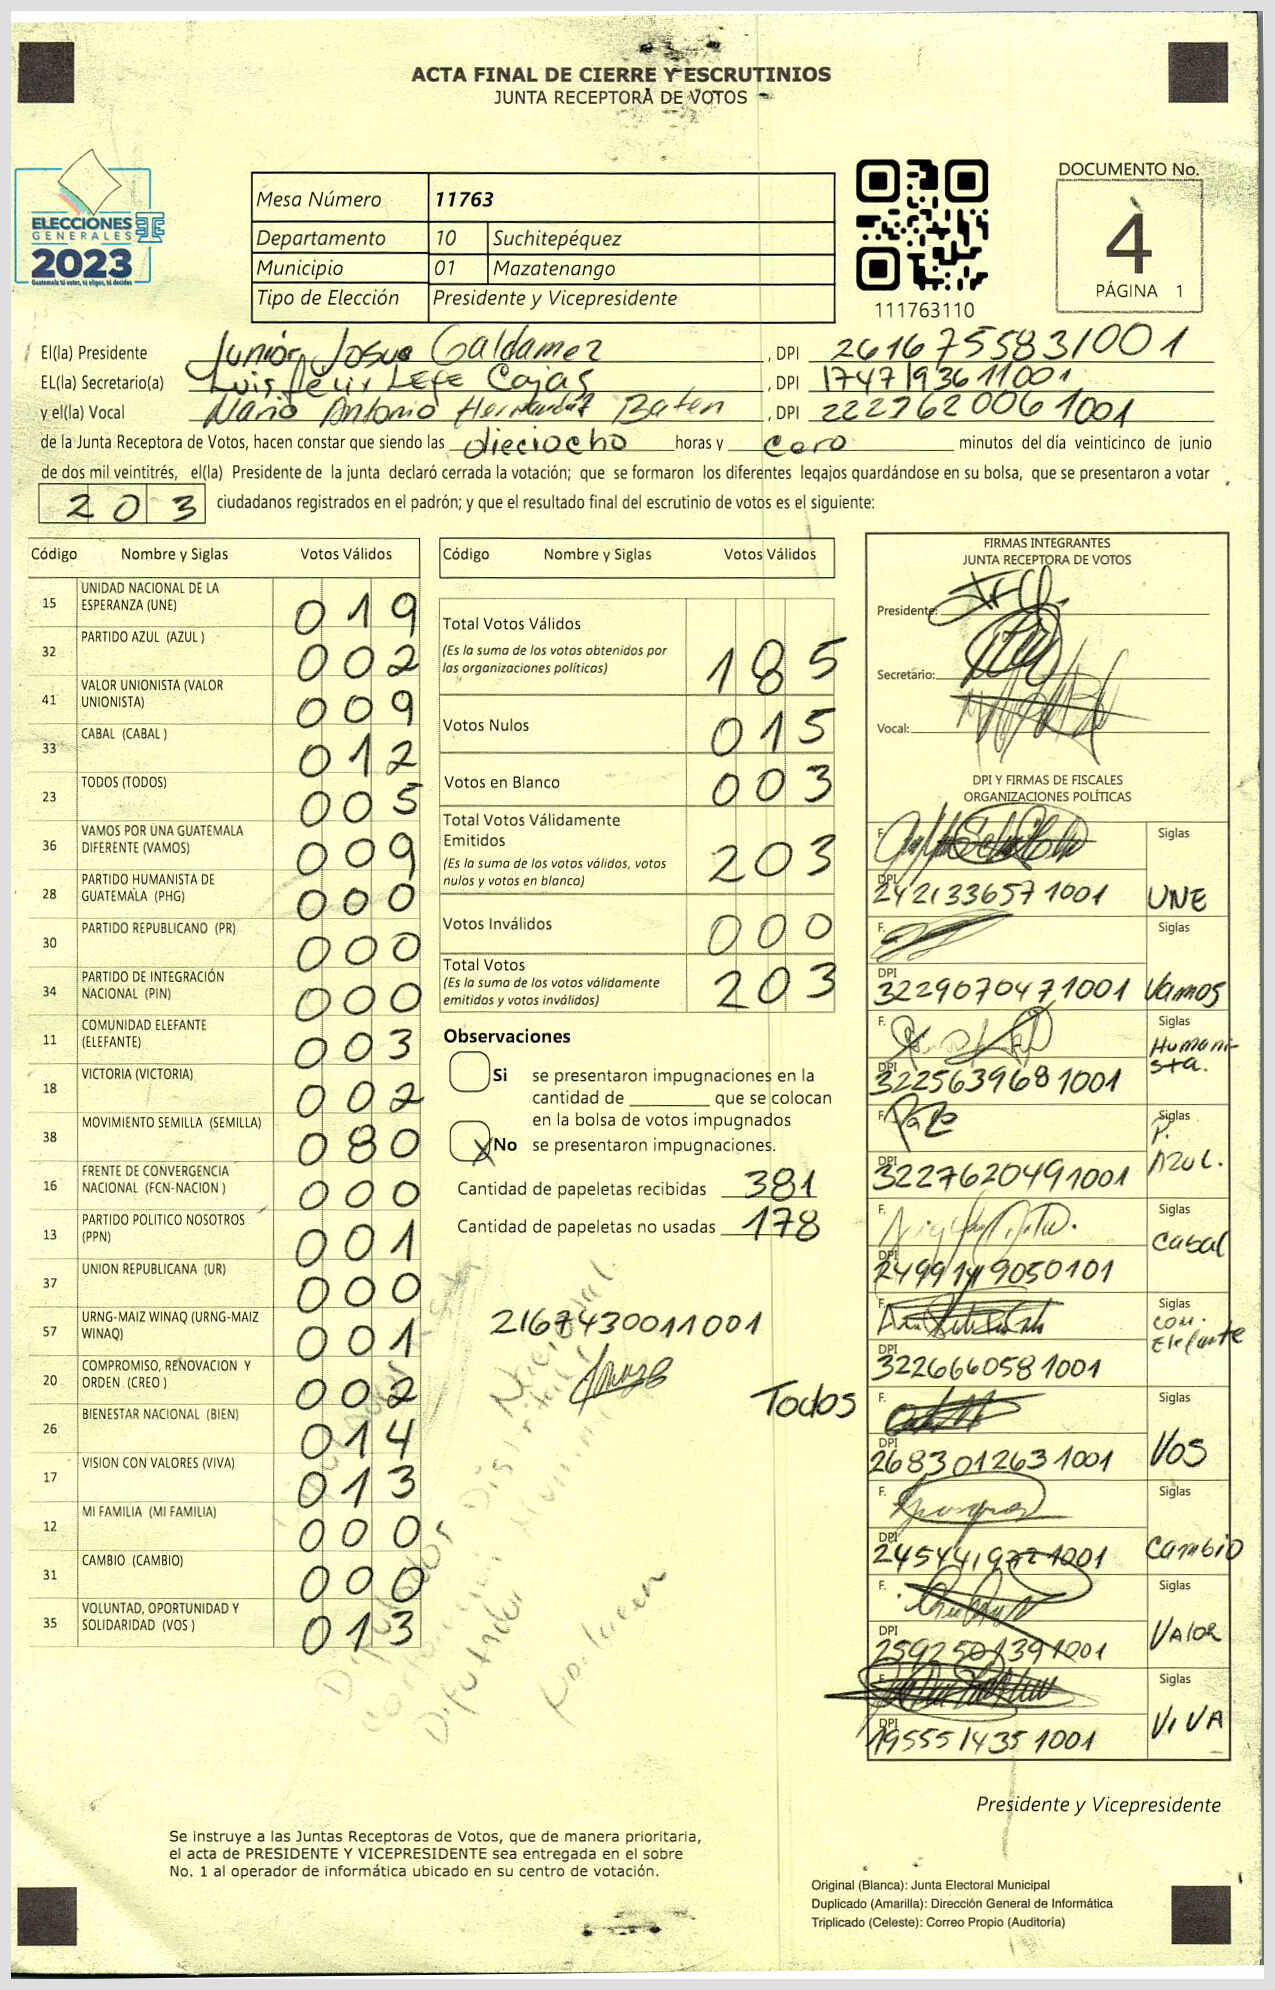 ACTA FINAL DE CIERRE Y ESCRUTINIOS
JUNTA RECEPTORA DE VOTOS
ELECCIONES
GENERALES
2023
Guatemala tú votas, tú eliges, tú decides
Mesa Número 11763
Departamento 10 Suchitepéquez
Municipio 01 Mazatenango
Tipo de Elección Presidente y Vicepresidente
111763110
DOCUMENTO No.
4
PÁGINA 1
El(la) Presidente Junior Josue Galdamez , DPI 2616755831001
EL(la) Secretario(a) Luis Felix LEFE Cojas , DPI 1747193611001
y el(la) Vocal Mario Antonio Hernandez Baten , DPI 2227620061001
de la Junta Receptora de Votos, hacen constar que siendo las dieciocho horas y cero minutos del día veinticinco de junio
de dos mil veintitrés, el(la) Presidente de la junta declaró cerrada la votación; que se formaron los diferentes legajos quardándose en su bolsa, que se presentaron a votar
203 ciudadanos registrados en el padrón; y que el resultado final del escrutinio de votos es el siguiente:
Código Nombre y Siglas Votos Válidos
15 UNIDAD NACIONAL DE LA ESPERANZA (UNE) 019
32 PARTIDO AZUL (AZUL ) 002
41 VALOR UNIONISTA (VALOR UNIONISTA) 009
33 CABAL (CABAL ) 012
23 TODOS (TODOS) 005
36 VAMOS POR UNA GUATEMALA DIFERENTE (VAMOS) 009
28 PARTIDO HUMANISTA DE GUATEMALA (PHG) 000
30 PARTIDO REPUBLICANO (PR) 000
34 PARTIDO DE INTEGRACIÓN NACIONAL (PIN) 000
11 COMUNIDAD ELEFANTE (ELEFANTE) 003
18 VICTORIA (VICTORIA) 002
38 MOVIMIENTO SEMILLA (SEMILLA) 080
16 FRENTE DE CONVERGENCIA NACIONAL (FCN-NACION ) 000
13 PARTIDO POLITICO NOSOTROS (PPN) 001
37 UNION REPUBLICANA (UR) 000
57 URNG-MAIZ WINAQ (URNG-MAIZ WINAQ) 001
20 COMPROMISO, RENOVACION Y ORDEN (CREO ) 002
26 BIENESTAR NACIONAL (BIEN) 014
17 VISION CON VALORES (VIVA) 013
12 MI FAMILIA (MI FAMILIA) 000
31 CAMBIO (CAMBIO) 000
35 VOLUNTAD, OPORTUNIDAD Y SOLIDARIDAD (VOS ) 013
Código Nombre y Siglas Votos Válidos
Total Votos Válidos 185
(Es la suma de los votos obtenidos por
las organizaciones políticas)
Votos Nulos 015
Votos en Blanco 003
Total Votos Válidamente
Emitidos 203
(Es la suma de los votos válidos, votos
nulos y votos en blanco)
Votos Inválidos 000
Total Votos 203
(Es la suma de los votos válidamente
emitidos y votos inválidos)
Observaciones
Si se presentaron impugnaciones en la
cantidad de que se colocan
en la bolsa de votos impugnados
X No se presentaron impugnaciones.
Cantidad de papeletas recibidas 381
Cantidad de papeletas no usadas 178
2167430011001
Todos
FIRMAS INTEGRANTES
JUNTA RECEPTORA DE VOTOS
Presidente:
Secretario:
Vocal:
DPI Y FIRMAS DE FISCALES
ORGANIZACIONES POLÍTICAS
F. Siglas
DPI 2421336571001 UNE
F. Siglas
DPI 3229070471001 Vamos
F. Siglas
DPI 3225639681001 Humanista.
F. Siglas
DPI 3227620491001 P. AZUL.
F. Siglas
DPI 2499149050101 Cabal
F. Siglas
DPI 3226660581001 Com. Elefante
F. Siglas
DPI 2683012631001 VOS
F. Siglas
DPI 2454419721001 Cambio
F. Siglas
DPI 2592501391001 VALOR
F. Siglas
DPI 1955514351001 VIVA
Presidente y Vicepresidente
Se instruye a las Juntas Receptoras de Votos, que de manera prioritaria,
el acta de PRESIDENTE Y VICEPRESIDENTE sea entregada en el sobre
No. 1 al operador de informática ubicado en su centro de votación.
Original (Blanca): Junta Electoral Municipal
Duplicado (Amarilla): Dirección General de Informática
Triplicado (Celeste): Correo Propio (Auditoría)